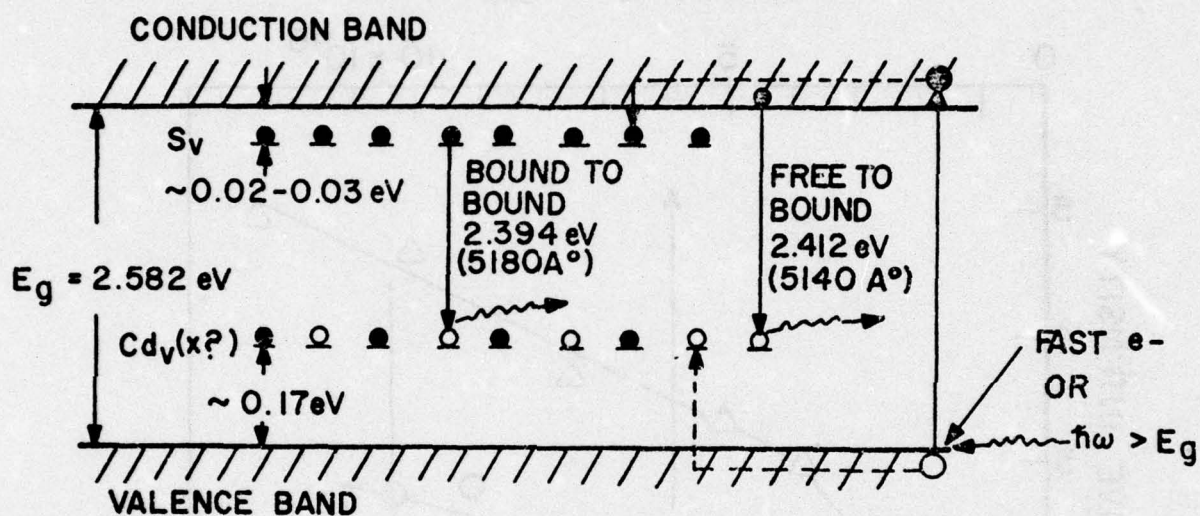 CONDUCTION BAND
Sv
~0.02-0.03 eV
BOUND TO
BOUND
2.394 eV
(5180A°)
FREE TO
BOUND
2.412 eV
(5140 A°)
Eg = 2.582 eV
Cdv(x?)
~ 0.17eV
FAST e-
OR
ħω > Eg
VALENCE BAND